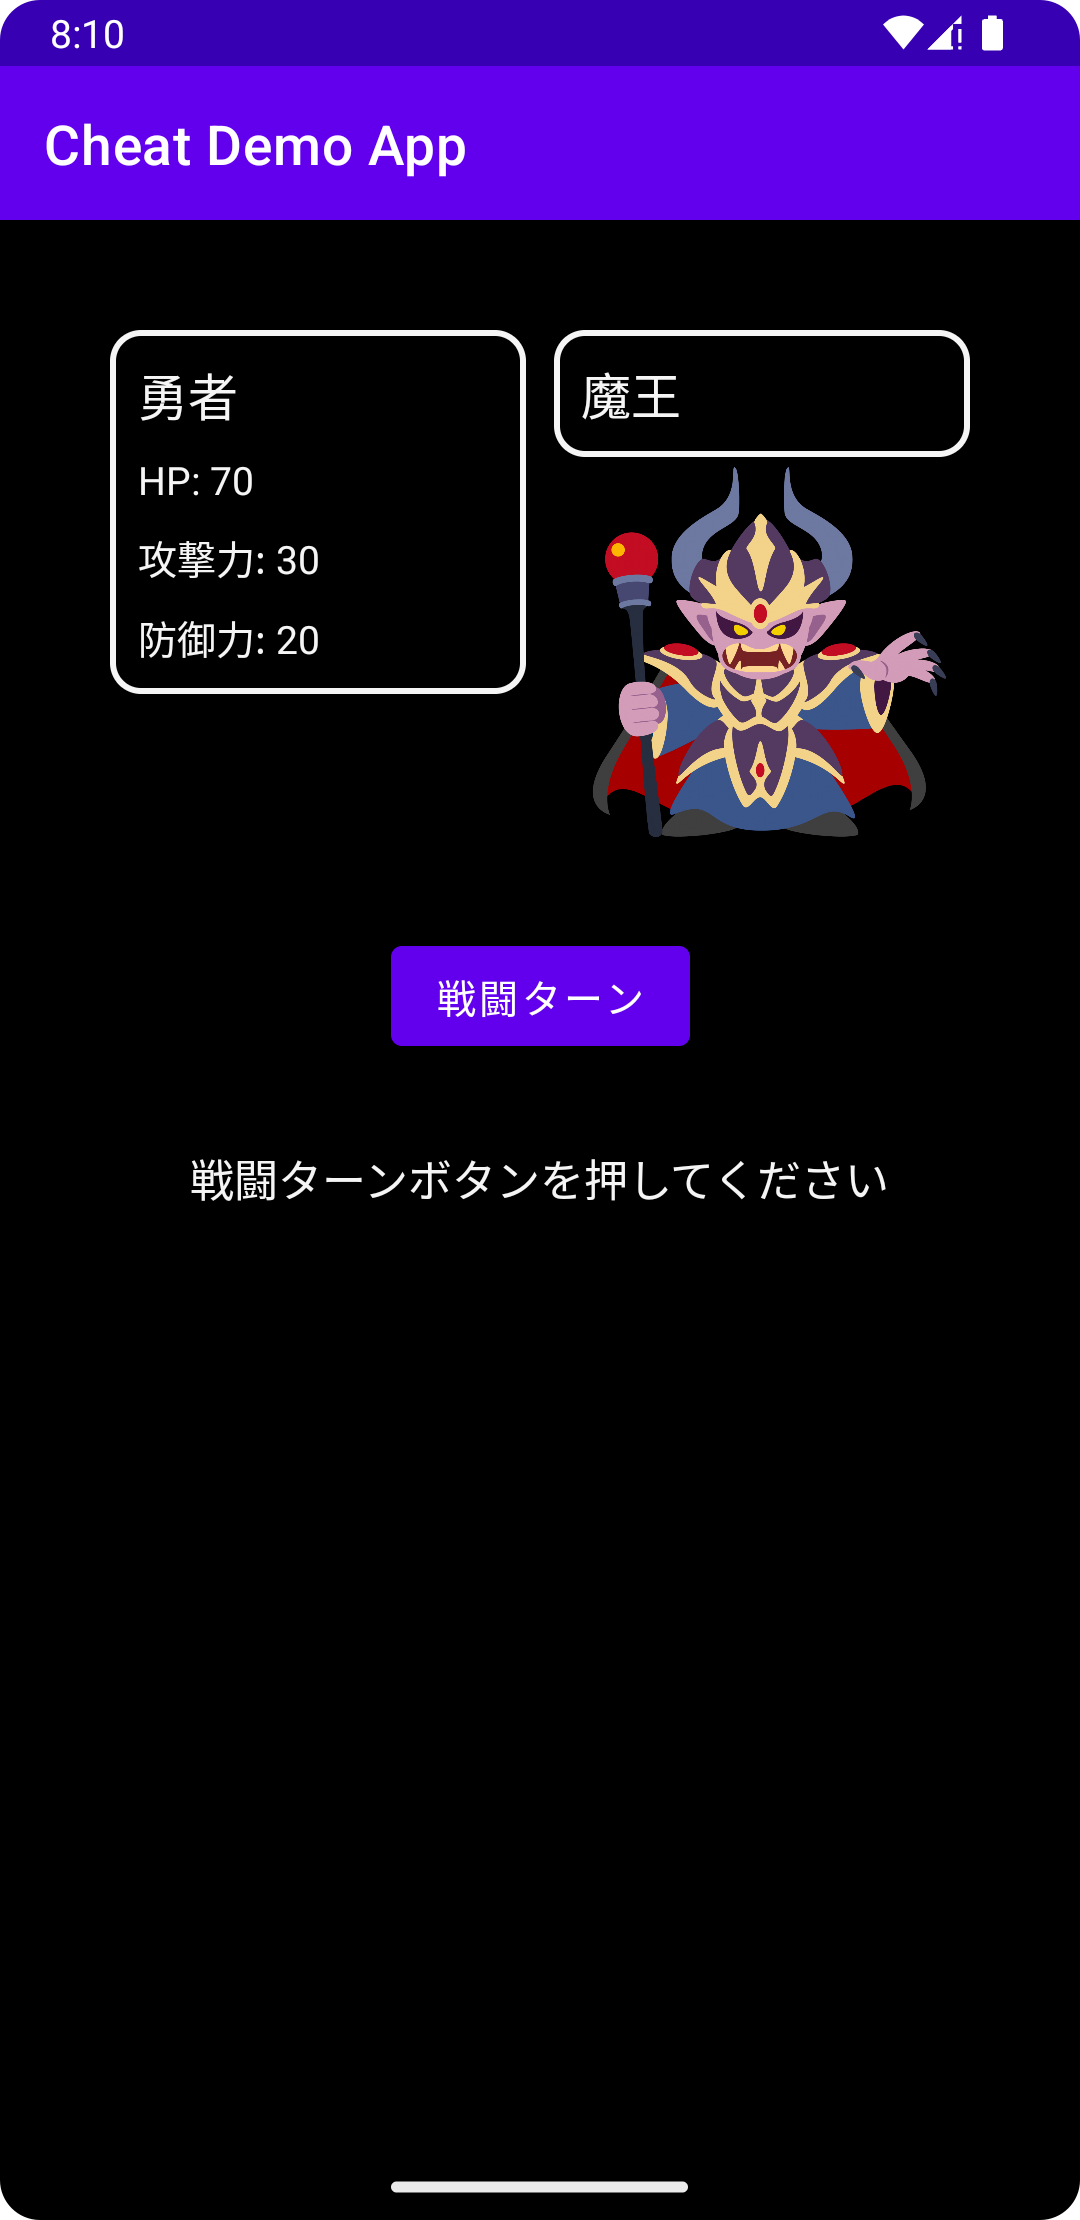 8:10
Cheat Demo App
勇者
HP: 70
攻撃力: 30
防御力: 20
魔王
戦闘ターン
戦闘ターンボタンを押してください